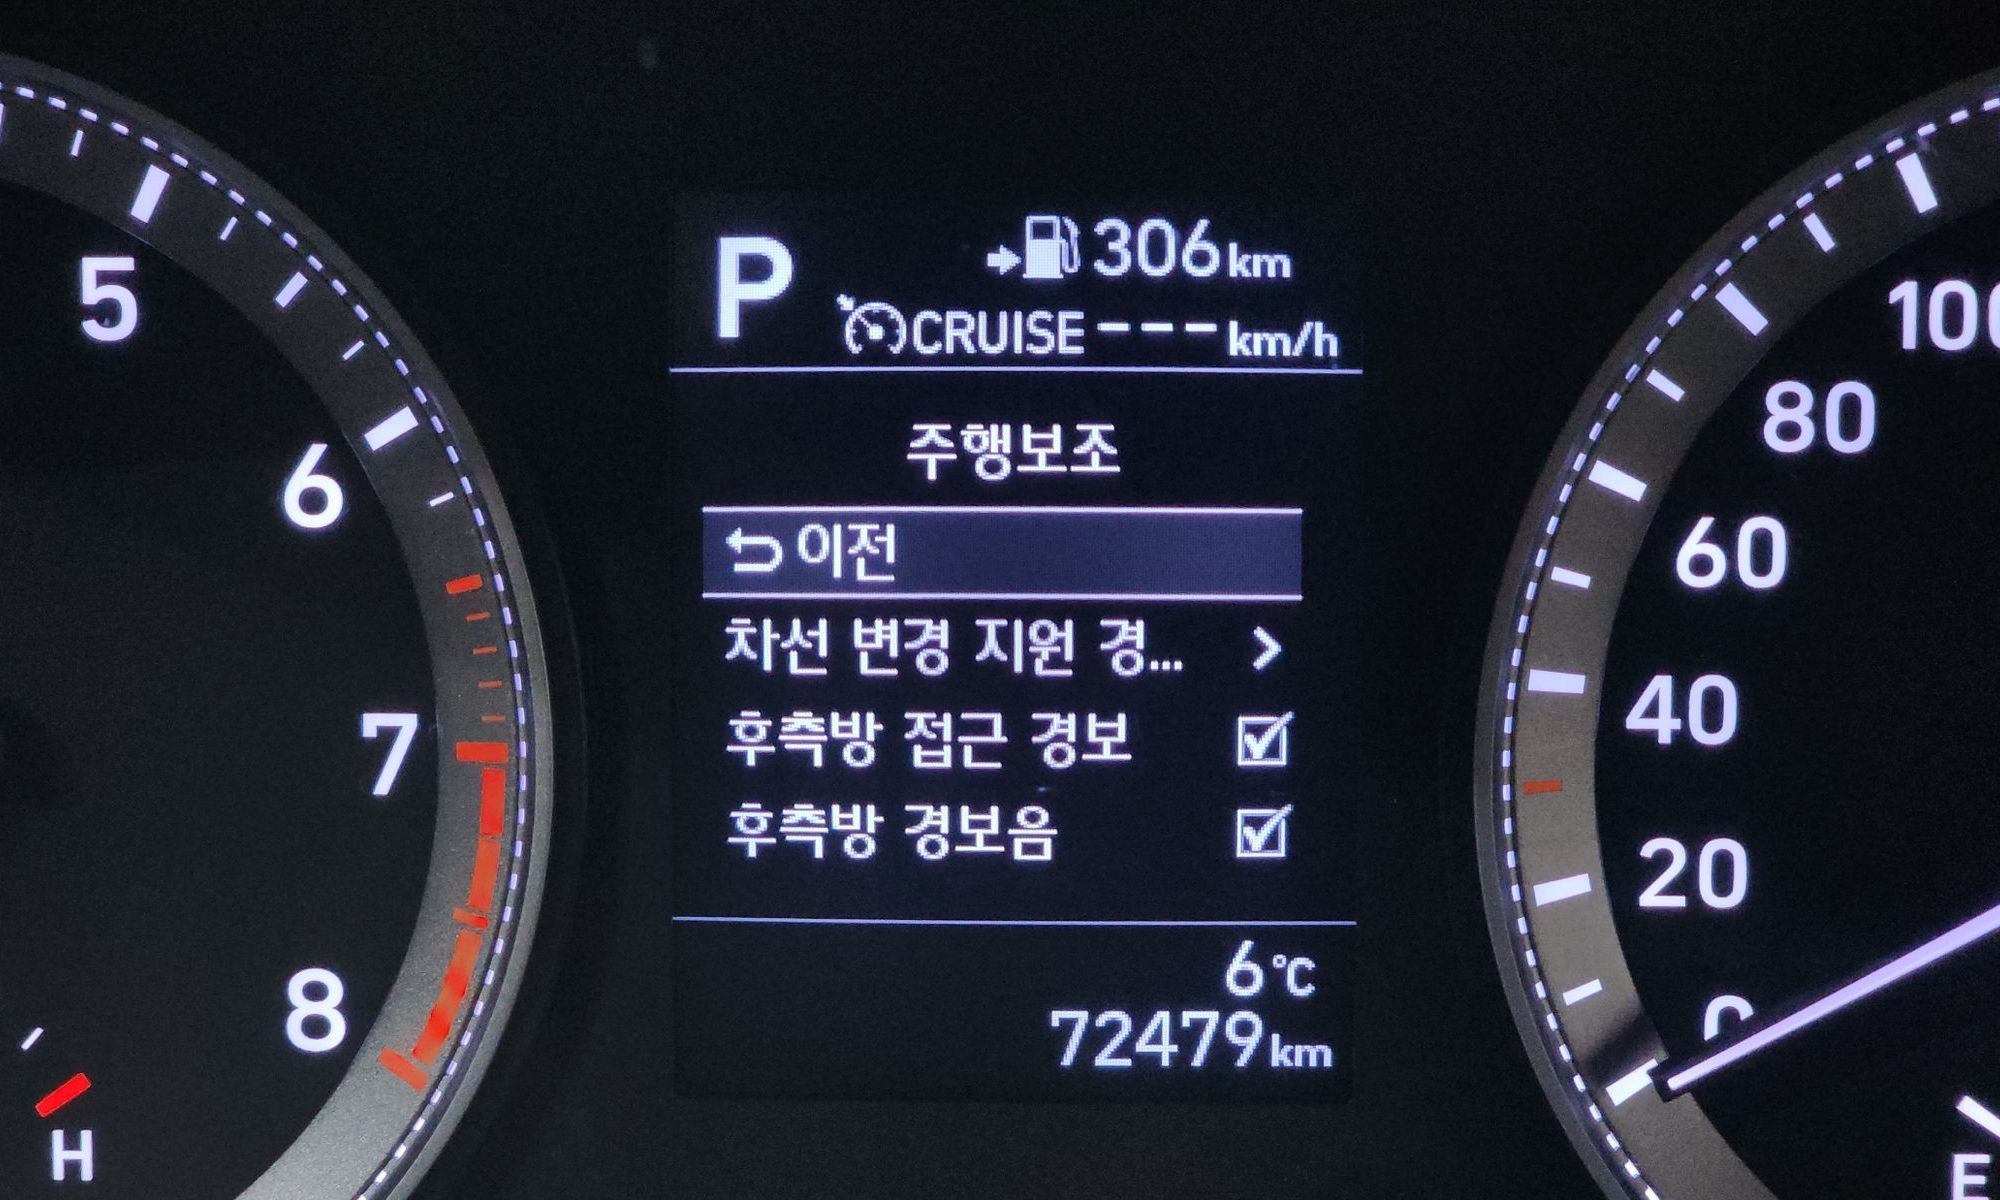 5
6
7
8
H
P
306km
CRUISE---km/h
주행보조
이전
차선 변경 지원 경...
후측방 접근 경보
후측방 경보음
6℃
72479km
100
80
60
40
20
0
E